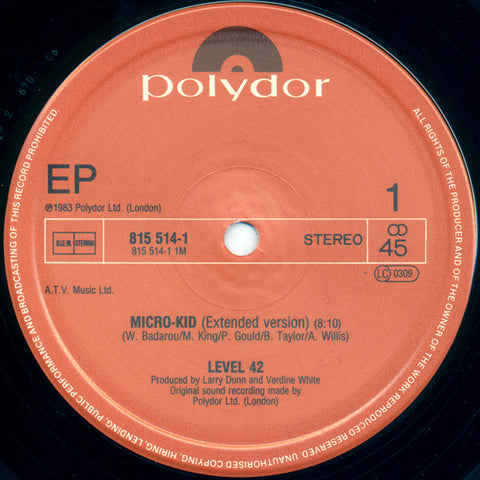 polydor
EP
℗1983 Polydor Ltd. (London)
1
B.I.E.M. STEMRA
815 514-1
815 514-1 1M
STEREO
45
LC 0309
A.T.V. Music Ltd.
MICRO-KID (Extended version) (8:10)
(W. Badarou/M. King/P. Gould/B. Taylor/A. Willis)
LEVEL 42
Produced by Larry Dunn and Verdine White
Original sound recording made by
Polydor Ltd. (London)
ALL RIGHTS OF THE PRODUCER AND OF THE OWNER OF THE WORK REPRODUCED RESERVED. UNAUTHORISED COPYING, HIRING, LENDING, PUBLIC PERFORMANCE AND BROADCASTING OF THIS RECORD PROHIBITED.